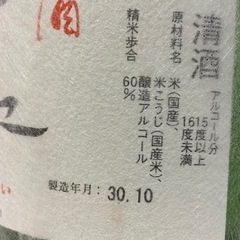 清酒
アルコール分
15度以上
16度未満
原材料名
米(国産)、
米こうじ(国産米)、
醸造アルコール
精米歩合
60%
製造年月:30.10
酒
い